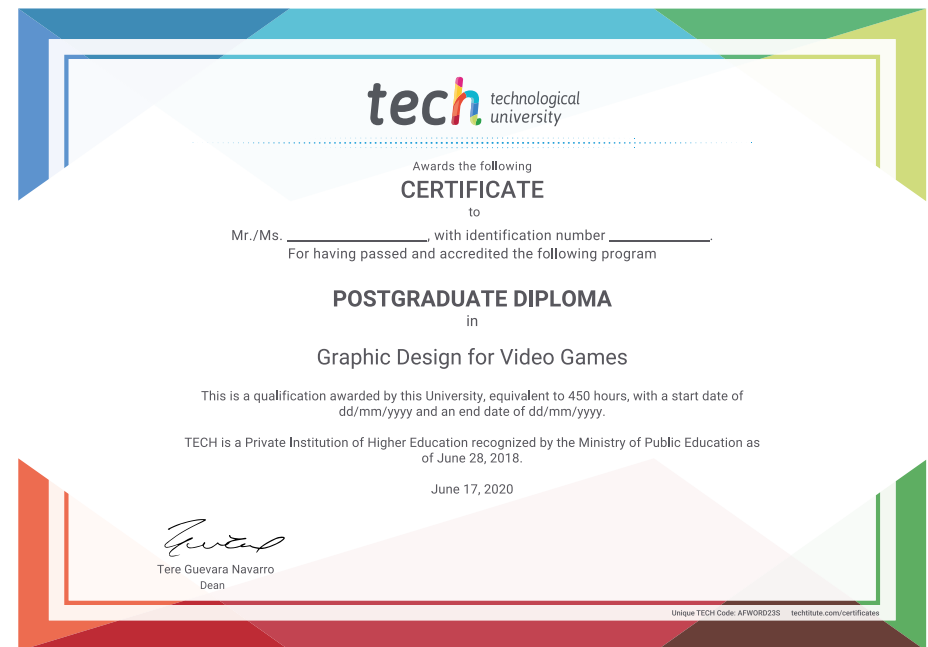 tech technological
university
Awards the following
CERTIFICATE
to
Mr./Ms. ____________________, with identification number ______________.
For having passed and accredited the following program
POSTGRADUATE DIPLOMA
in
Graphic Design for Video Games
This is a qualification awarded by this University, equivalent to 450 hours, with a start date of
dd/mm/yyyy and an end date of dd/mm/yyyy.
TECH is a Private Institution of Higher Education recognized by the Ministry of Public Education as
of June 28, 2018.
June 17, 2020
Tere Guevara Navarro
Dean
Unique TECH Code: AFWORD23S techtitute.com/certificates